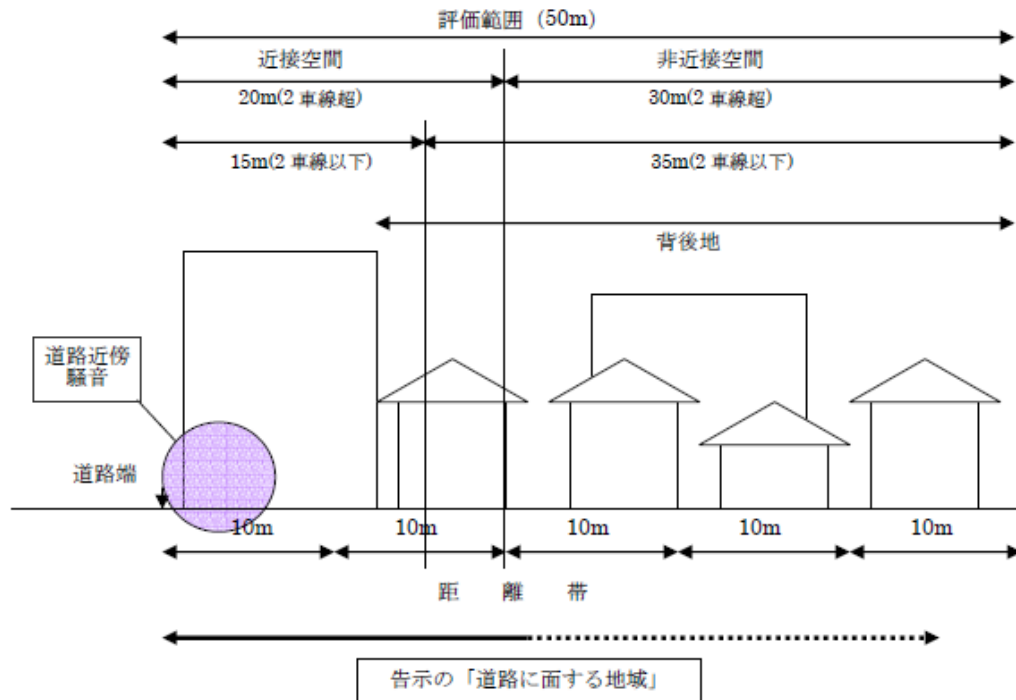 評価範囲（50m）
近接空間
非近接空間
20m(2 車線超)
30m(2 車線超)
15m(2 車線以下)
35m(2 車線以下)
背後地
道路近傍
騒音
道路端
10m
10m
10m
10m
10m
距 離 帯
告示の「道路に面する地域」